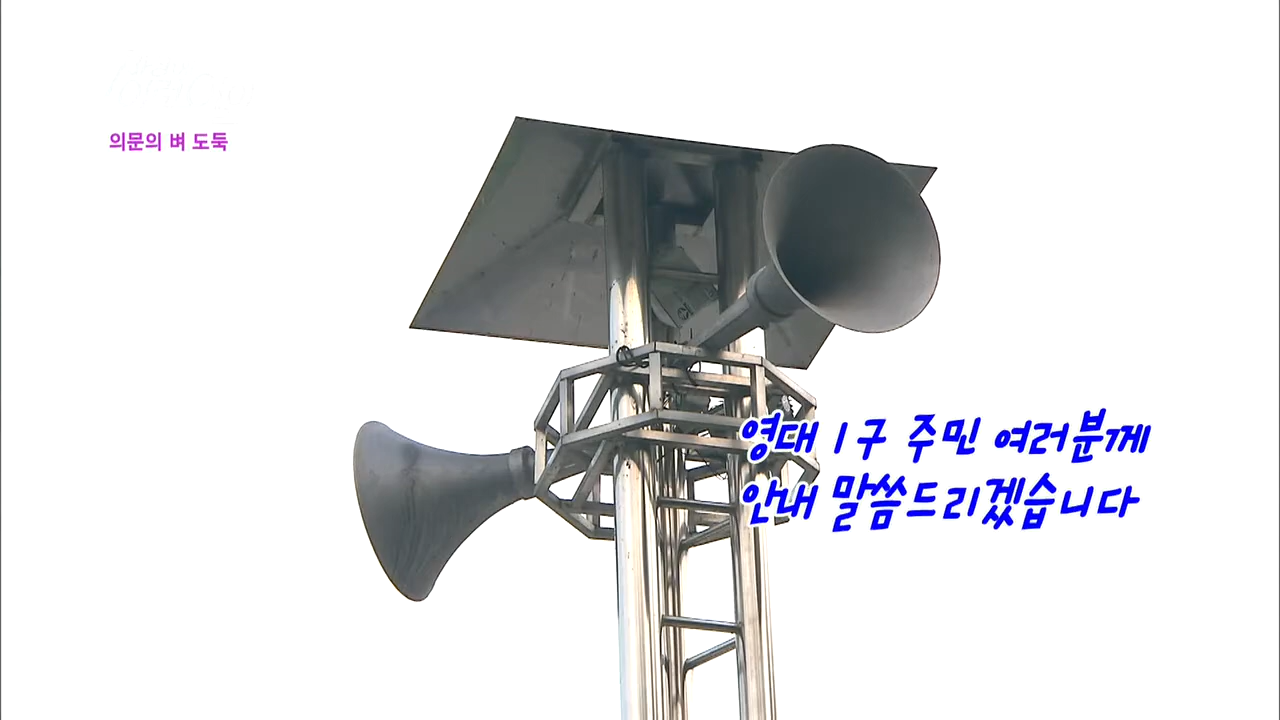 의문의 벼 도둑
영대 1구 주민 여러분께
안내 말씀드리겠습니다